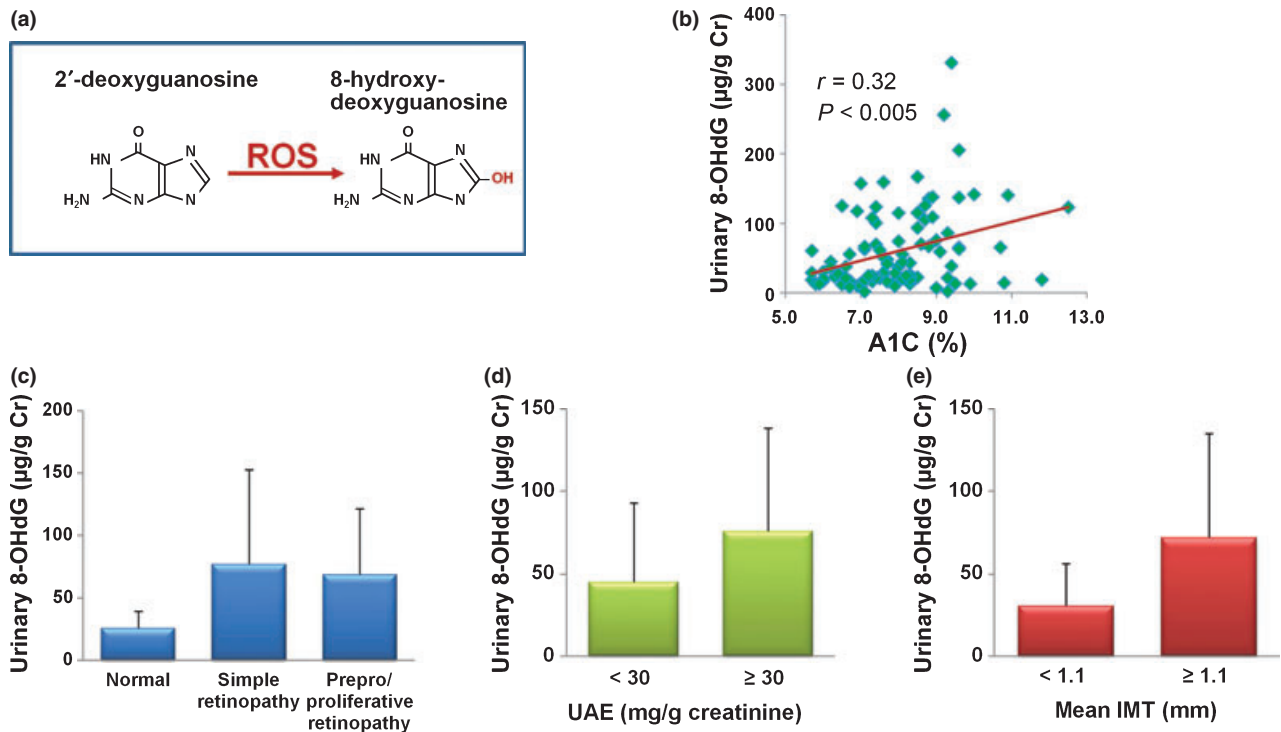 (a)
2′-deoxyguanosine
8-hydroxy-
deoxyguanosine
O
HN
N
H₂N
N
N
ROS
O
HN
N
OH
H₂N
N
N
(b)
Urinary 8-OHdG (µg/g Cr)
400
300
200
100
0
r = 0.32
P < 0.005
5.0
7.0
9.0
11.0
13.0
A1C (%)
(c)
Urinary 8-OHdG (µg/g Cr)
200
150
100
50
0
Normal
Simple
retinopathy
Prepro/
proliferative
retinopathy
(d)
Urinary 8-OHdG (µg/g Cr)
150
100
50
0
< 30
≥ 30
UAE (mg/g creatinine)
(e)
Urinary 8-OHdG (µg/g Cr)
150
100
50
0
< 1.1
≥ 1.1
Mean IMT (mm)